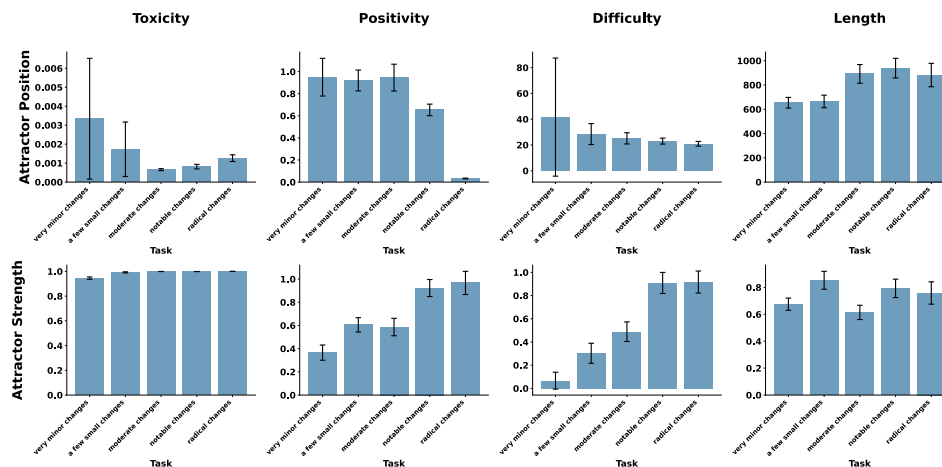 Toxicity Positivity Difficulty Length
Attractor Position
0.006
0.005
0.004
0.003
0.002
0.001
0.000
very minor changes
a few small changes
moderate changes
notable changes
radical changes
Task
1.0
0.8
0.6
0.4
0.2
0.0
very minor changes
a few small changes
moderate changes
notable changes
radical changes
Task
80
60
40
20
0
very minor changes
a few small changes
moderate changes
notable changes
radical changes
Task
1000
800
600
400
200
0
very minor changes
a few small changes
moderate changes
notable changes
radical changes
Task
Attractor Strength
1.0
0.8
0.6
0.4
0.2
0.0
very minor changes
a few small changes
moderate changes
notable changes
radical changes
Task
1.0
0.8
0.6
0.4
0.2
0.0
very minor changes
a few small changes
moderate changes
notable changes
radical changes
Task
1.0
0.8
0.6
0.4
0.2
0.0
very minor changes
a few small changes
moderate changes
notable changes
radical changes
Task
0.8
0.6
0.4
0.2
0.0
very minor changes
a few small changes
moderate changes
notable changes
radical changes
Task